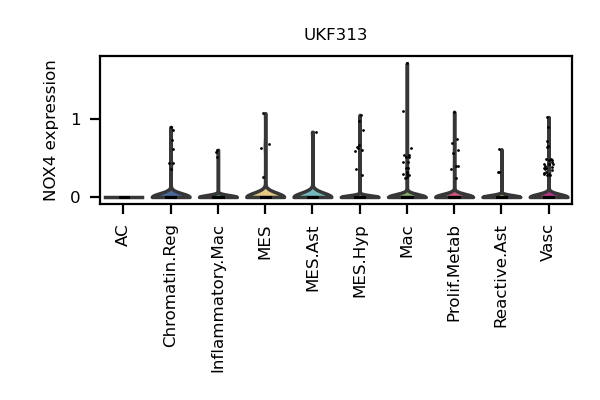 UKF313
NOX4 expression
1
0
AC
Chromatin.Reg
Inflammatory.Mac
MES
MES.Ast
MES.Hyp
Mac
Prolif.Metab
Reactive.Ast
Vasc